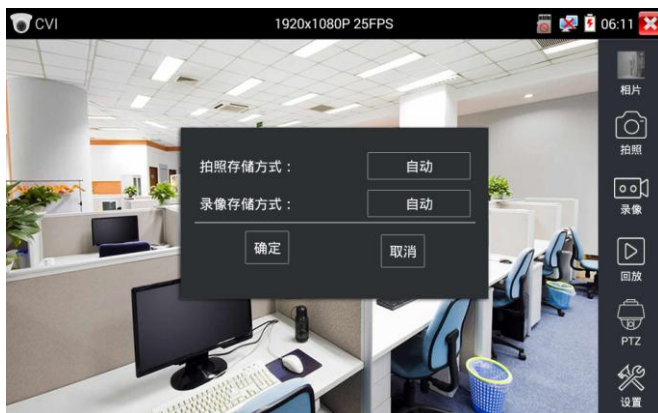 CVI
1920x1080P 25FPS
06:11
相片
拍照
录像
回放
PTZ
设置
拍照存储方式： 自动
录像存储方式： 自动
确定 取消